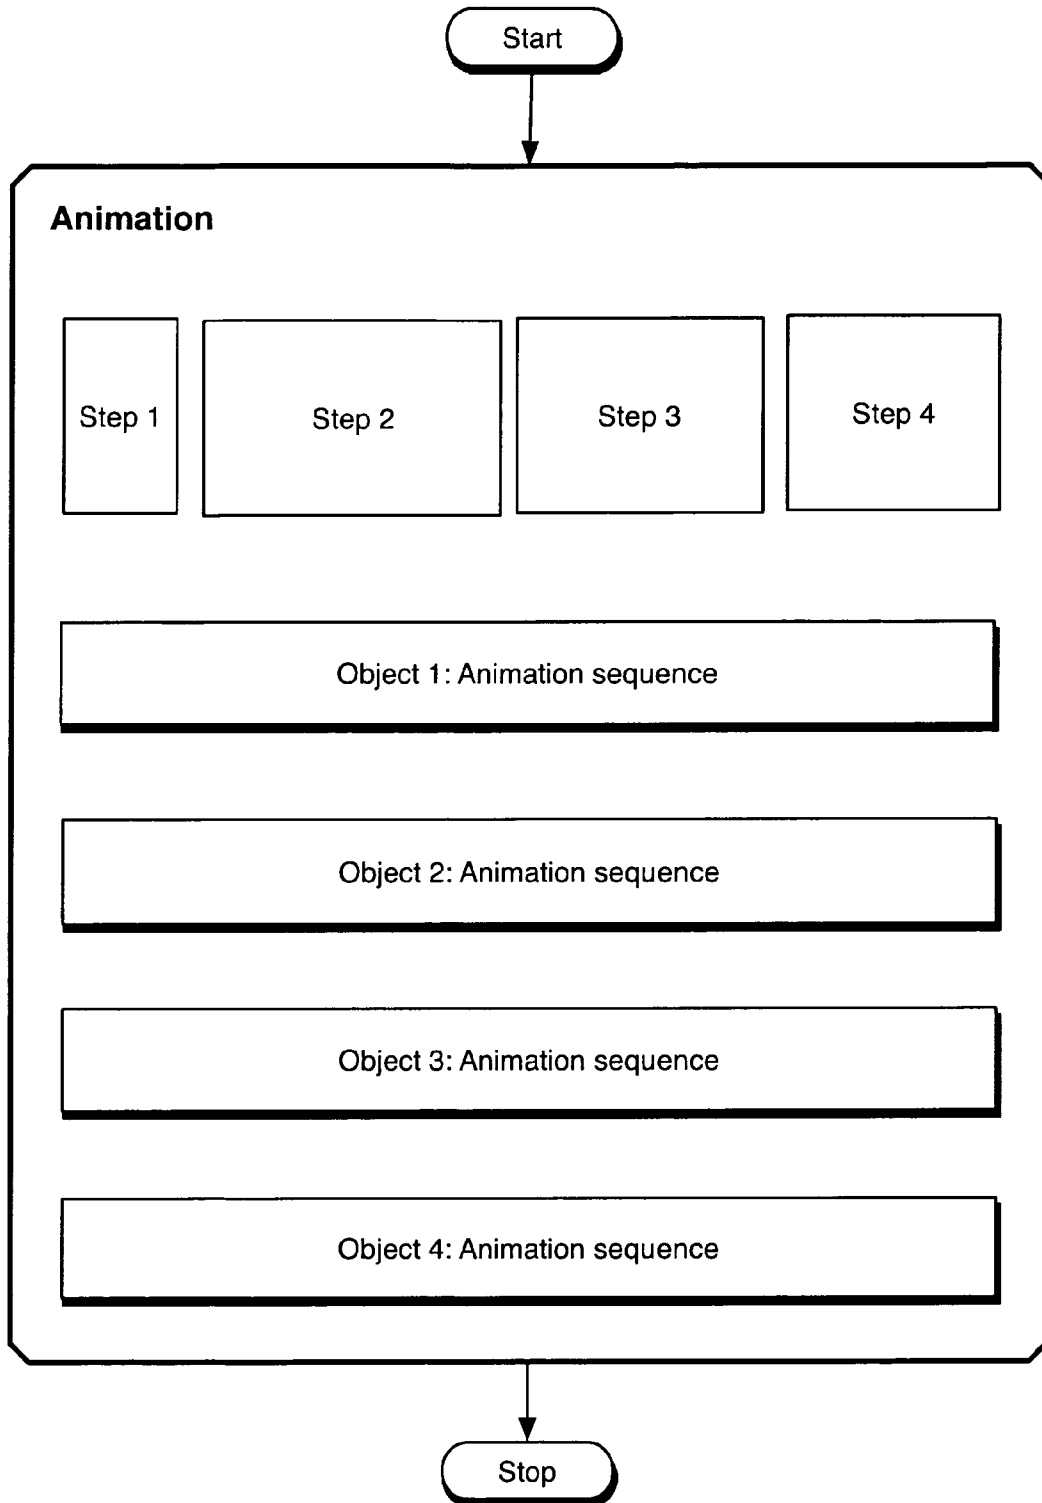 Start
Animation
Step 1
Step 2
Step 3
Step 4
Object 1: Animation sequence
Object 2: Animation sequence
Object 3: Animation sequence
Object 4: Animation sequence
Stop